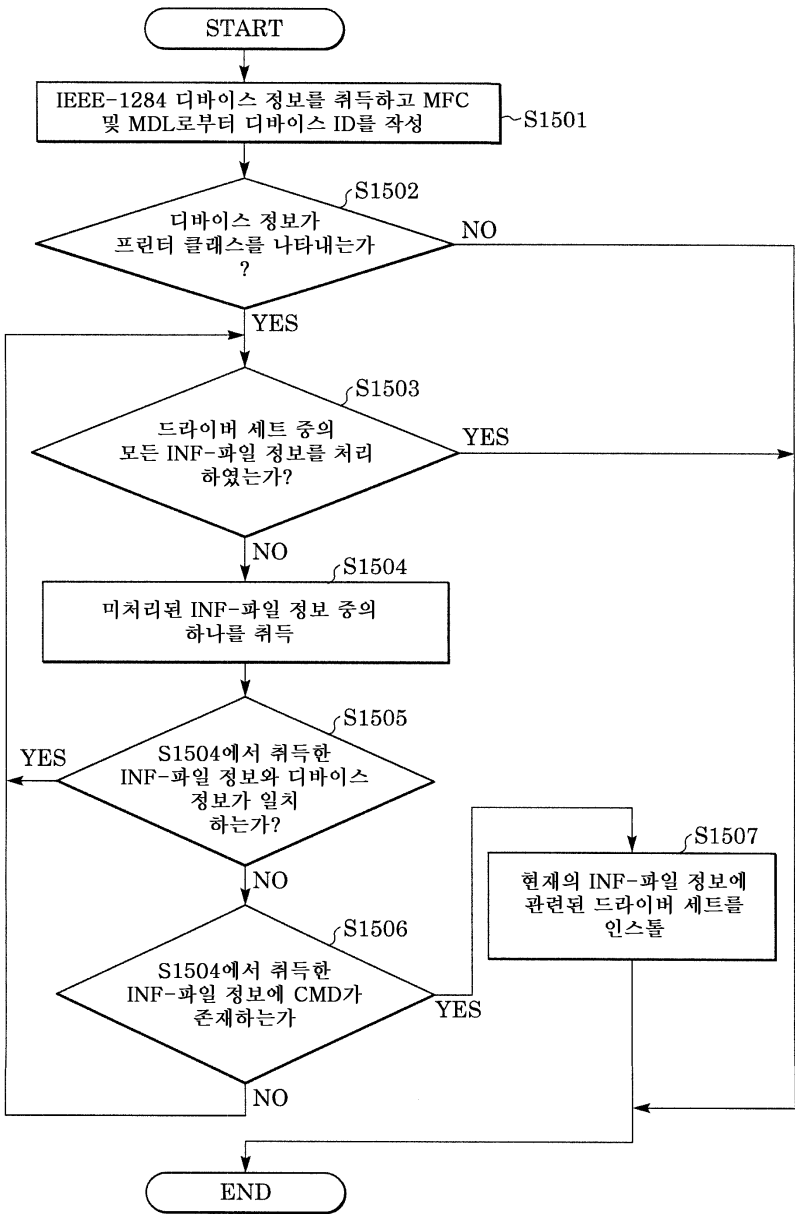 START
IEEE-1284 디바이스 정보를 취득하고 MFC
및 MDL로부터 디바이스 ID를 작성
S1501
S1502
디바이스 정보가
프린터 클래스를 나타내는가
?
NO
YES
S1503
드라이버 세트 중의
모든 INF-파일 정보를 처리
하였는가?
YES
NO
S1504
미처리된 INF-파일 정보 중의
하나를 취득
S1505
YES
S1504에서 취득한
INF-파일 정보와 디바이스
정보가 일치
하는가?
NO
S1507
현재의 INF-파일 정보에
관련된 드라이버 세트를
인스톨
S1506
S1504에서 취득한
INF-파일 정보에 CMD가
존재하는가
YES
NO
END